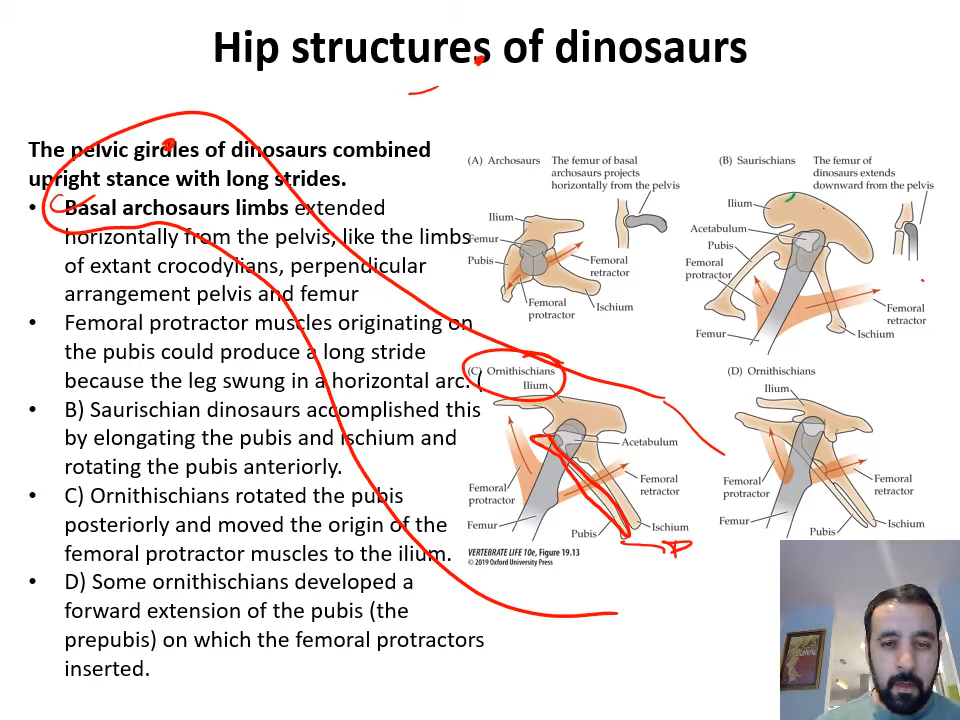 Hip structures of dinosaurs
The pelvic girdles of dinosaurs combined
upright stance with long strides.
• Basal archosaurs limbs extended
horizontally from the pelvis, like the limbs
of extant crocodylians, perpendicular
arrangement pelvis and femur
• Femoral protractor muscles originating on
the pubis could produce a long stride
because the leg swung in a horizontal arc. (
• B) Saurischian dinosaurs accomplished this
by elongating the pubis and ischium and
rotating the pubis anteriorly.
• C) Ornithischians rotated the pubis
posteriorly and moved the origin of the
femoral protractor muscles to the ilium.
• D) Some ornithischians developed a
forward extension of the pubis (the
prepubis) on which the femoral protractors
inserted.
(A) Archosaurs
The femur of basal
archosaurs projects
horizontally from the pelvis
Ilium
Femur
Pubis
Femoral
retractor
Femoral
protractor
Ischium
(B) Saurischians
The femur of
dinosaurs extends
downward from the pelvis
Ilium
Acetabulum
Pubis
Femoral
protractor
Femur
Femoral
retractor
Ischium
(C) Ornithischians
Ilium
Acetabulum
Femoral
protractor
Femoral
retractor
Femur
Pubis
Ischium
P
(D) Ornithischians
Ilium
Femoral
protractor
Femoral
retractor
Femur
Pubis
Ischium
VERTEBRATE LIFE 10e, Figure 19.13
© 2019 Oxford University Press